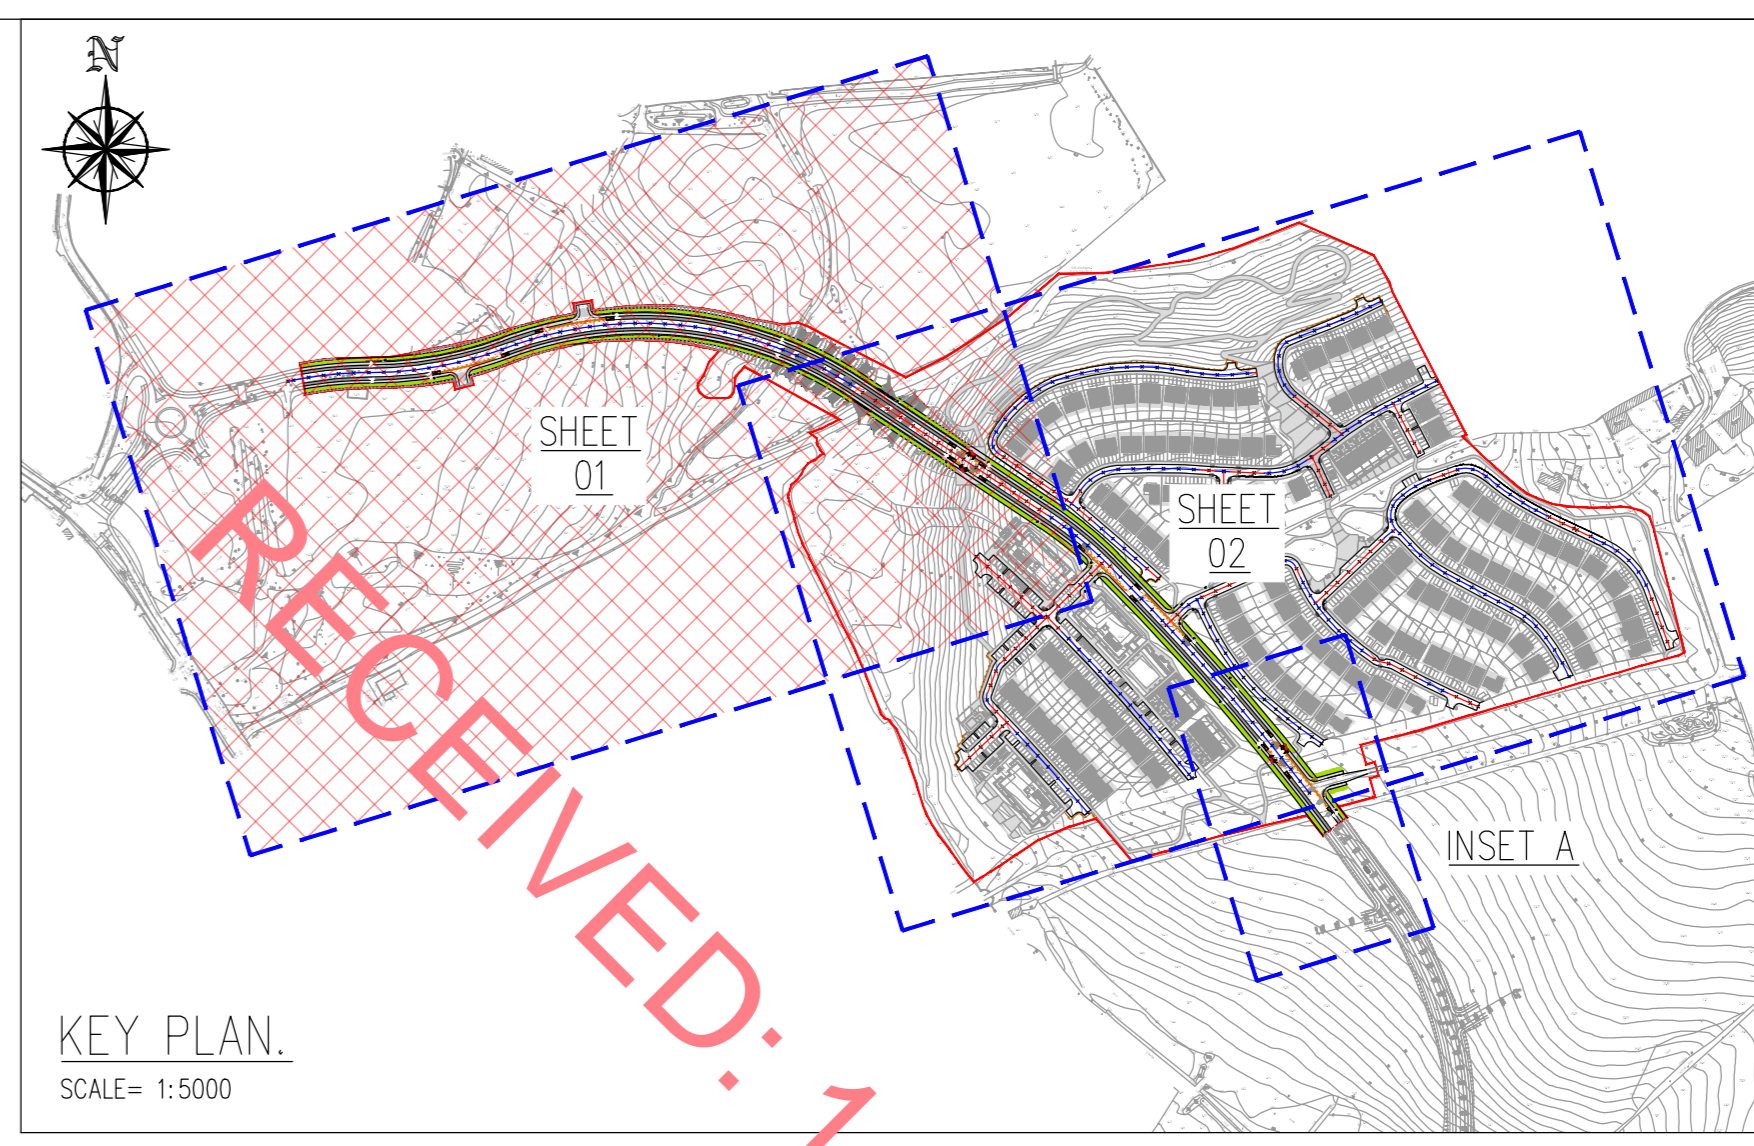 N
SHEET
01
SHEET
02
INSET A
RECEIVED: 1
KEY PLAN.
SCALE= 1:5000